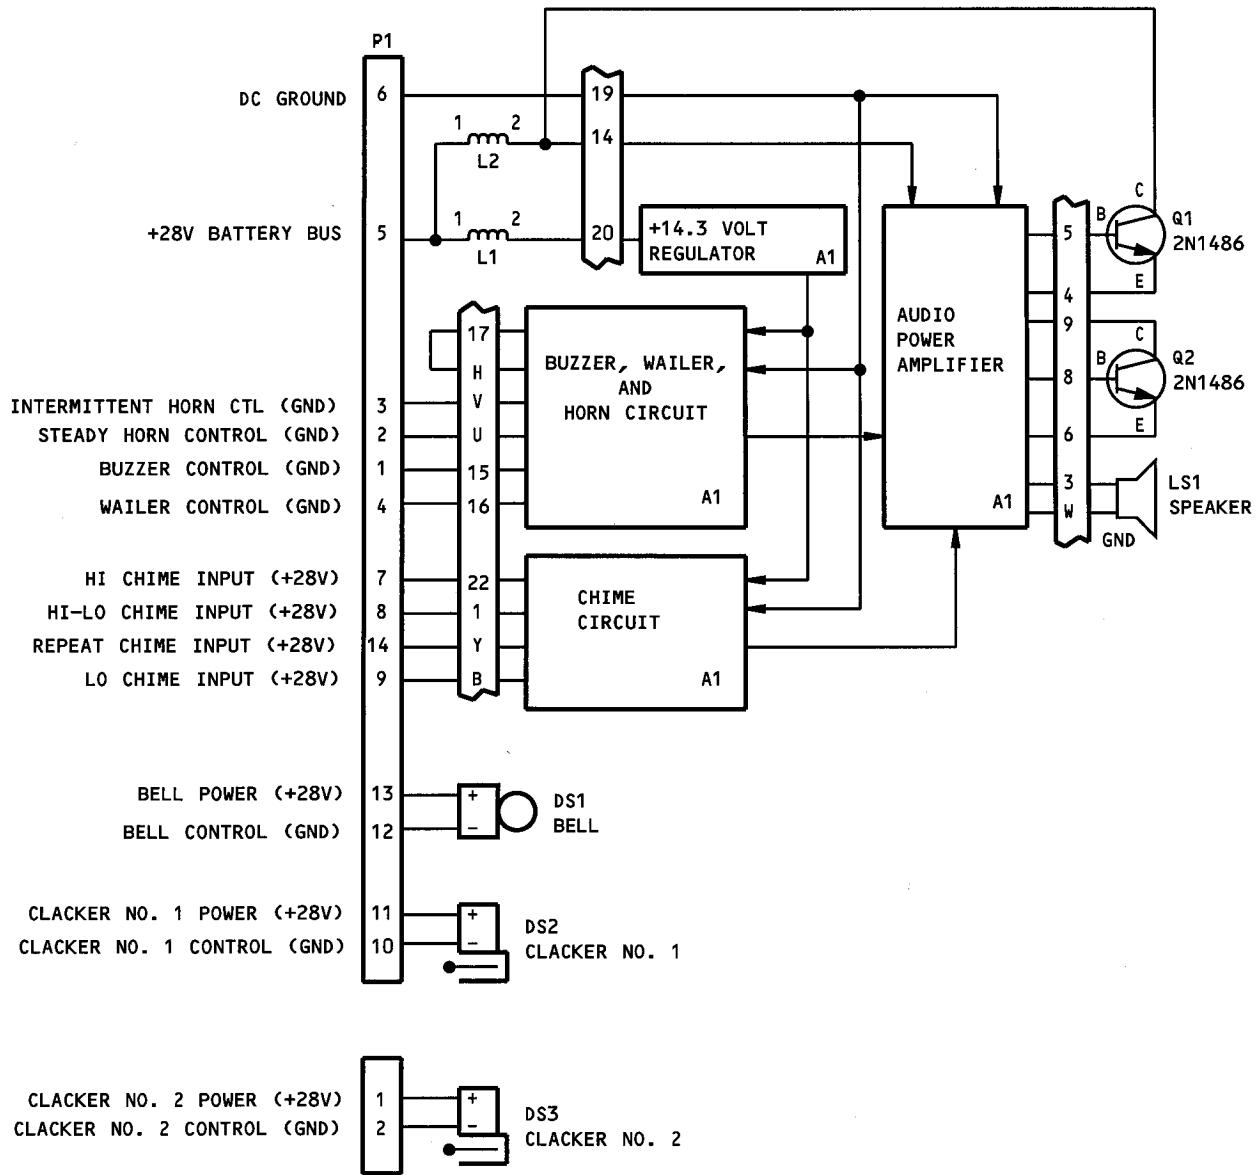 P1
DC GROUND 6 19
1 2 14
L2
+28V BATTERY BUS 5 1 2 20 +14.3 VOLT
REGULATOR A1
L1
C
B Q1
5 2N1486
E
4
AUDIO
POWER
AMPLIFIER
A1
9 C
B Q2
8 2N1486
E
6
3 LS1
W SPEAKER
GND
17 BUZZER, WAILER,
AND
HORN CIRCUIT
A1
H
INTERMITTENT HORN CTL (GND) 3 V
STEADY HORN CONTROL (GND) 2 U
BUZZER CONTROL (GND) 1 15
WAILER CONTROL (GND) 4 16
HI CHIME INPUT (+28V) 7 22
HI-LO CHIME INPUT (+28V) 8 1
REPEAT CHIME INPUT (+28V) 14 Y
LO CHIME INPUT (+28V) 9 B
CHIME
CIRCUIT
A1
BELL POWER (+28V) 13 +
BELL CONTROL (GND) 12 -
DS1
BELL
CLACKER NO. 1 POWER (+28V) 11 +
CLACKER NO. 1 CONTROL (GND) 10 -
DS2
CLACKER NO. 1
CLACKER NO. 2 POWER (+28V) 1 +
CLACKER NO. 2 CONTROL (GND) 2 -
DS3
CLACKER NO. 2